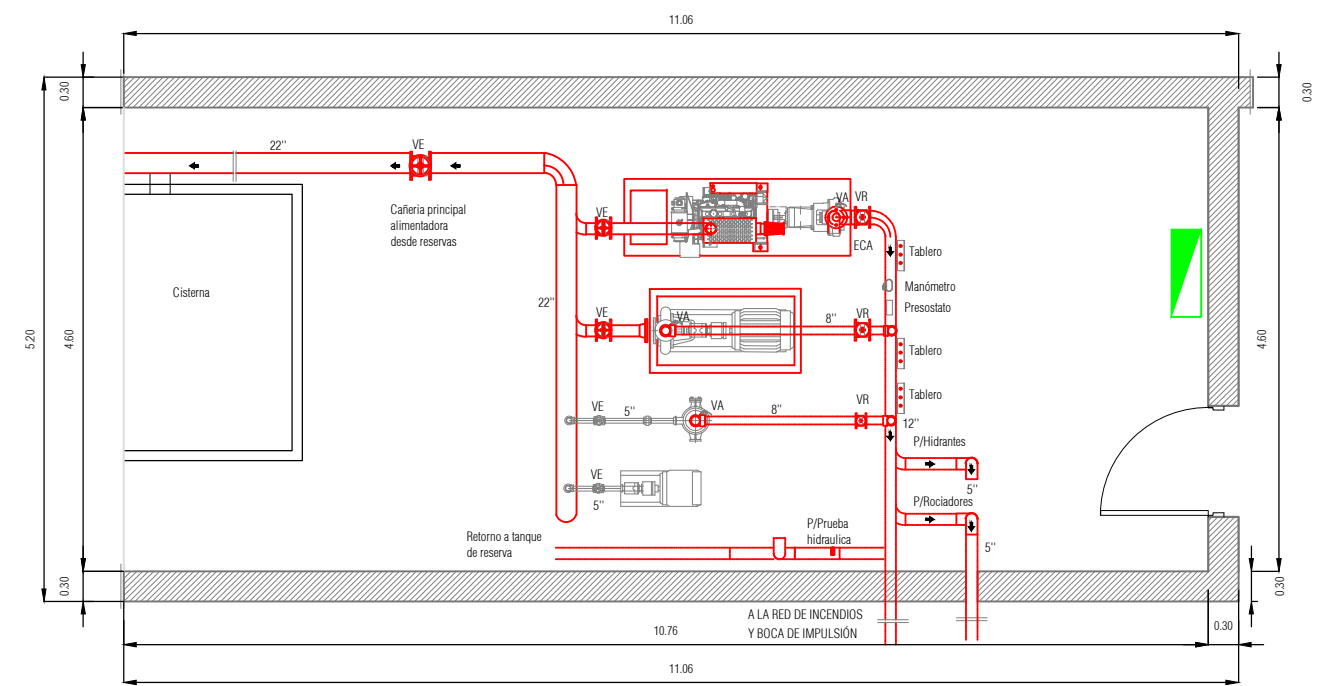 11.06
0.30
0.30
22''
VE
Cañeria principal
alimentadora
desde reservas
VE
VA
VR
ECA
Tablero
Manómetro
Presostato
Cisterna
22''
VE
VA
8''
VR
Tablero
5.20
4.60
4.60
VE
5''
VA
8''
VR
Tablero
12''
P/Hidrantes
5''
VE
5''
P/Rociadores
5''
Retorno a tanque
de reserva
P/Prueba
hidraulica
0.30
0.30
A LA RED DE INCENDIOS
Y BOCA DE IMPULSIÓN
10.76
0.30
11.06